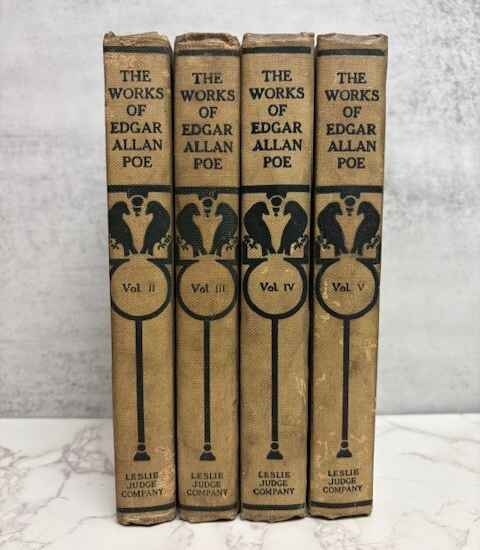 THE
WORKS
OF
EDGAR
ALLAN
POE
Vol. II
LESLIE
JUDGE
COMPANY
THE
WORKS
OF
EDGAR
ALLAN
POE
Vol. III
LESLIE
JUDGE
COMPANY
THE
WORKS
OF
EDGAR
ALLAN
POE
Vol. IV
LESLIE
JUDGE
COMPANY
THE
WORKS
OF
EDGAR
ALLAN
POE
Vol. V
LESLIE
JUDGE
COMPANY